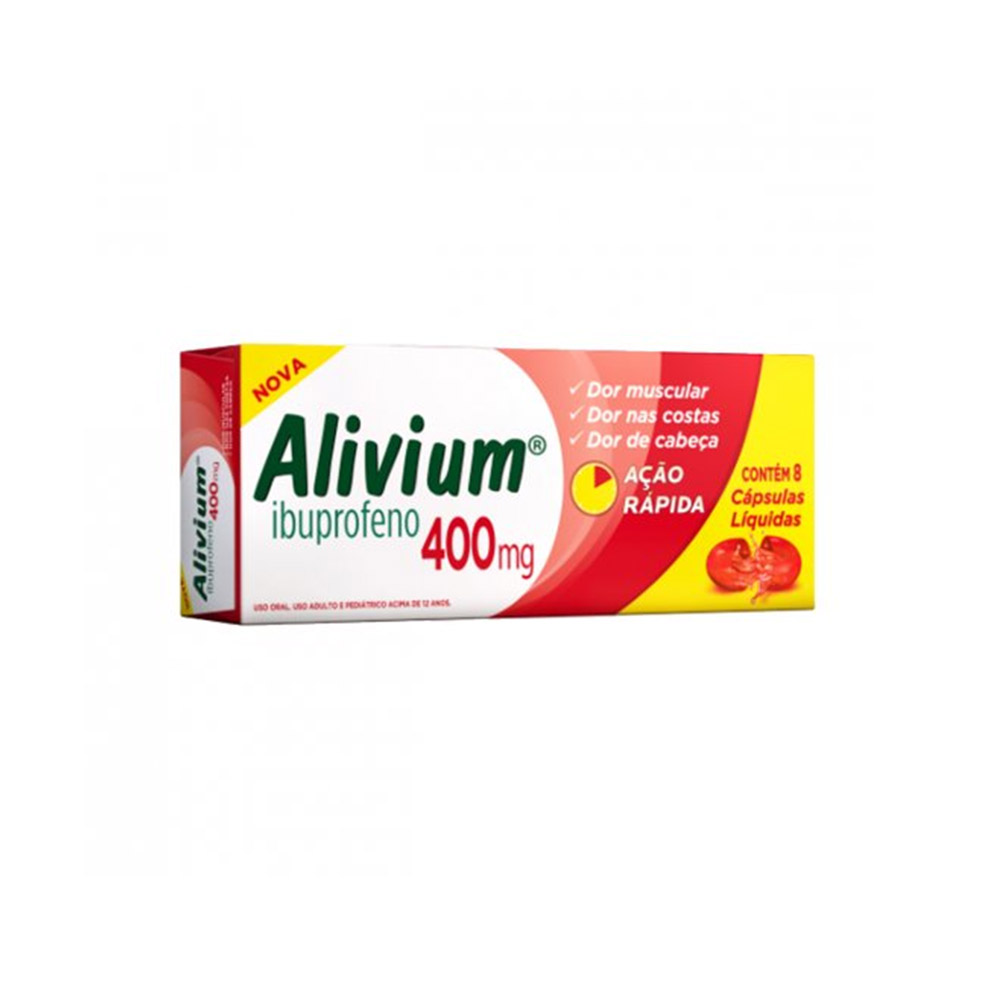 NOVA
Alivium®
ibuprofeno
400mg
USO ORAL. USO ADULTO E PEDIÁTRICO ACIMA DE 12 ANOS.
Dor muscular
Dor nas costas
Dor de cabeça
AÇÃO
RÁPIDA
CONTÉM 8
Cápsulas
Líquidas
Alivium®
ibuprofeno
400mg